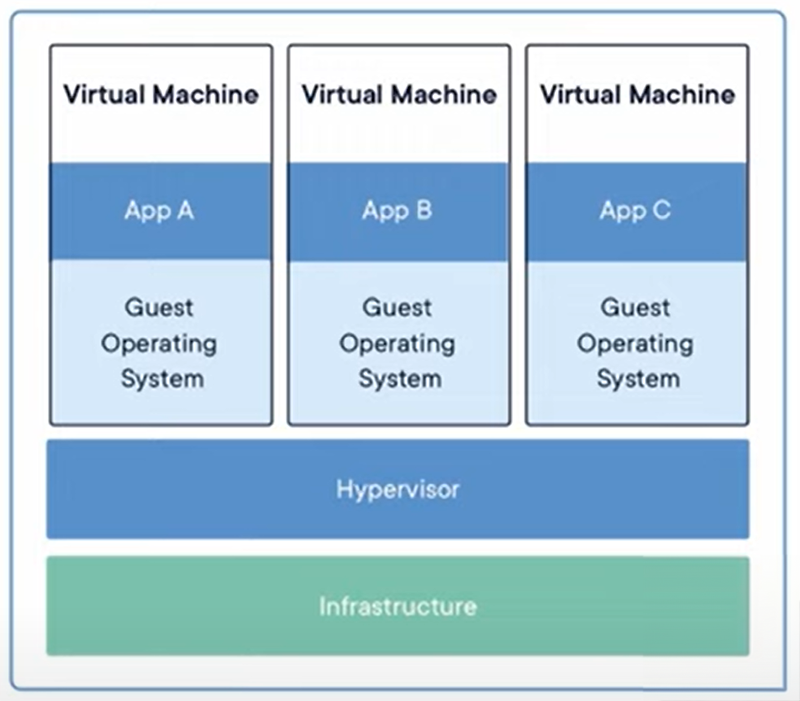 Virtual Machine
Virtual Machine
Virtual Machine
App A
App B
App C
Guest
Operating
System
Guest
Operating
System
Guest
Operating
System
Hypervisor
Infrastructure